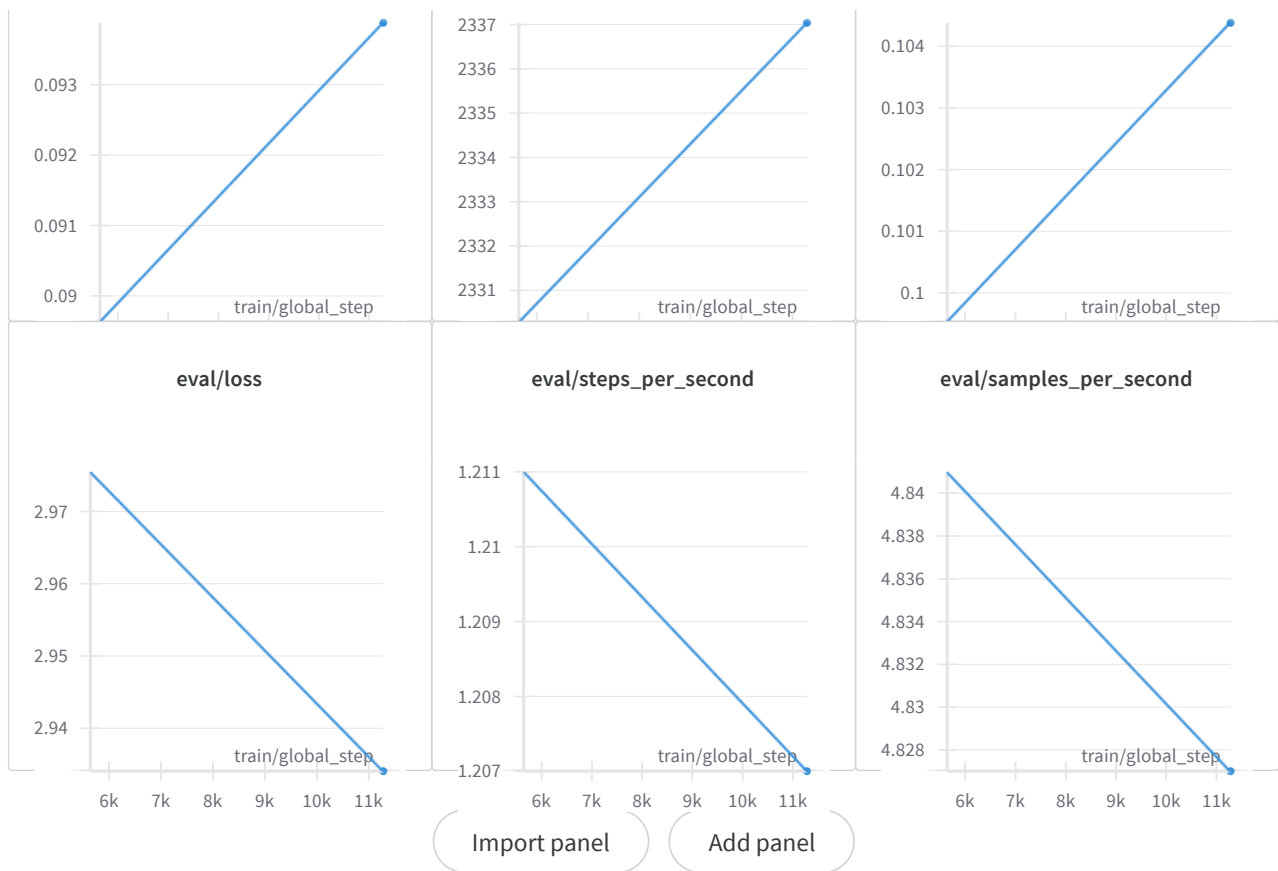 0.093
0.092
0.091
0.09
train/global_step
2337
2336
2335
2334
2333
2332
2331
train/global_step
0.104
0.103
0.102
0.101
0.1
train/global_step
eval/loss
2.97
2.96
2.95
2.94
train/global_step
6k 7k 8k 9k 10k 11k
eval/steps_per_second
1.211
1.21
1.209
1.208
1.207
train/global_step
6k 7k 8k 9k 10k 11k
eval/samples_per_second
4.84
4.838
4.836
4.834
4.832
4.83
4.828
train/global_step
6k 7k 8k 9k 10k 11k
Import panel
Add panel